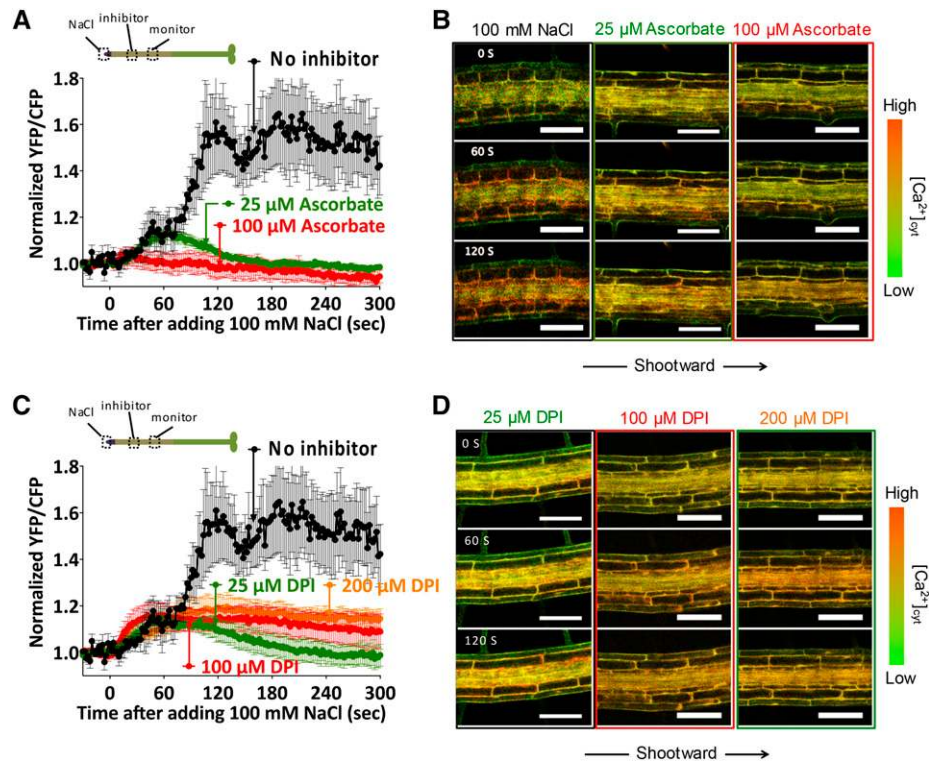 A
NaCl
inhibitor
monitor
No inhibitor
Normalized YFP/CFP
1.8
1.6
1.4
1.2
1.0
25 µM Ascorbate
100 µM Ascorbate
0 60 120 180 240 300
Time after adding 100 mM NaCl (sec)
B
100 mM NaCl 25 µM Ascorbate 100 µM Ascorbate
0 S
60 S
120 S
High
[Ca2+]cyt
Low
Shootward
C
NaCl
inhibitor
monitor
No inhibitor
Normalized YFP/CFP
1.8
1.6
1.4
1.2
1.0
25 µM DPI
200 µM DPI
100 µM DPI
0 60 120 180 240 300
Time after adding 100 mM NaCl (sec)
D
25 µM DPI 100 µM DPI 200 µM DPI
0 S
60 S
120 S
High
[Ca2+]cyt
Low
Shootward